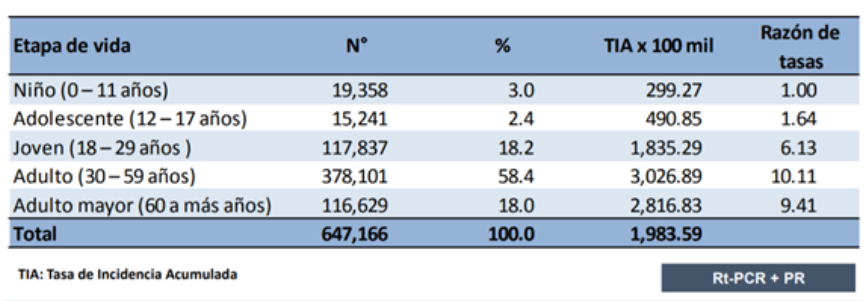 Etapa de vida N° % TIA x 100 mil Razón de tasas
Niño (0 – 11 años) 19,358 3.0 299.27 1.00
Adolescente (12 – 17 años) 15,241 2.4 490.85 1.64
Joven (18 – 29 años ) 117,837 18.2 1,835.29 6.13
Adulto (30 – 59 años) 378,101 58.4 3,026.89 10.11
Adulto mayor (60 a más años) 116,629 18.0 2,816.83 9.41
Total 647,166 100.0 1,983.59
TIA: Tasa de Incidencia Acumulada
Rt-PCR + PR